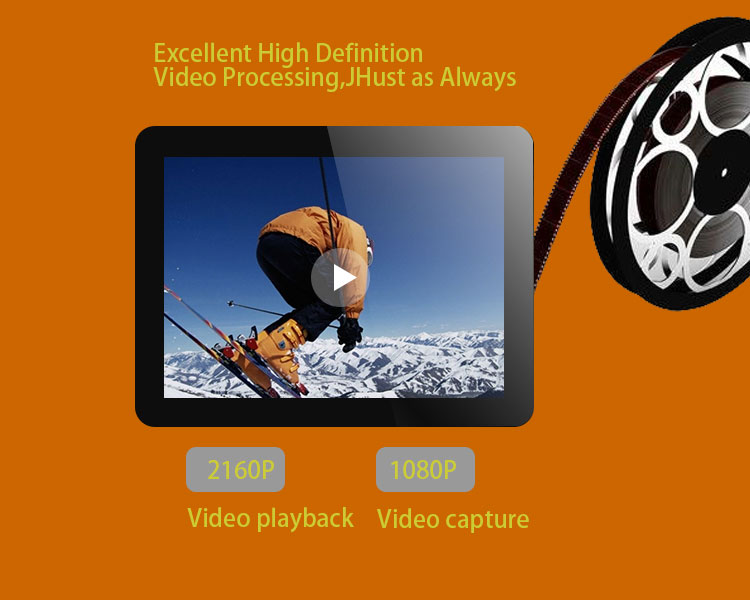 Excellent High Definition
Video Processing,JHust as Always
2160P
1080P
Video playback
Video capture